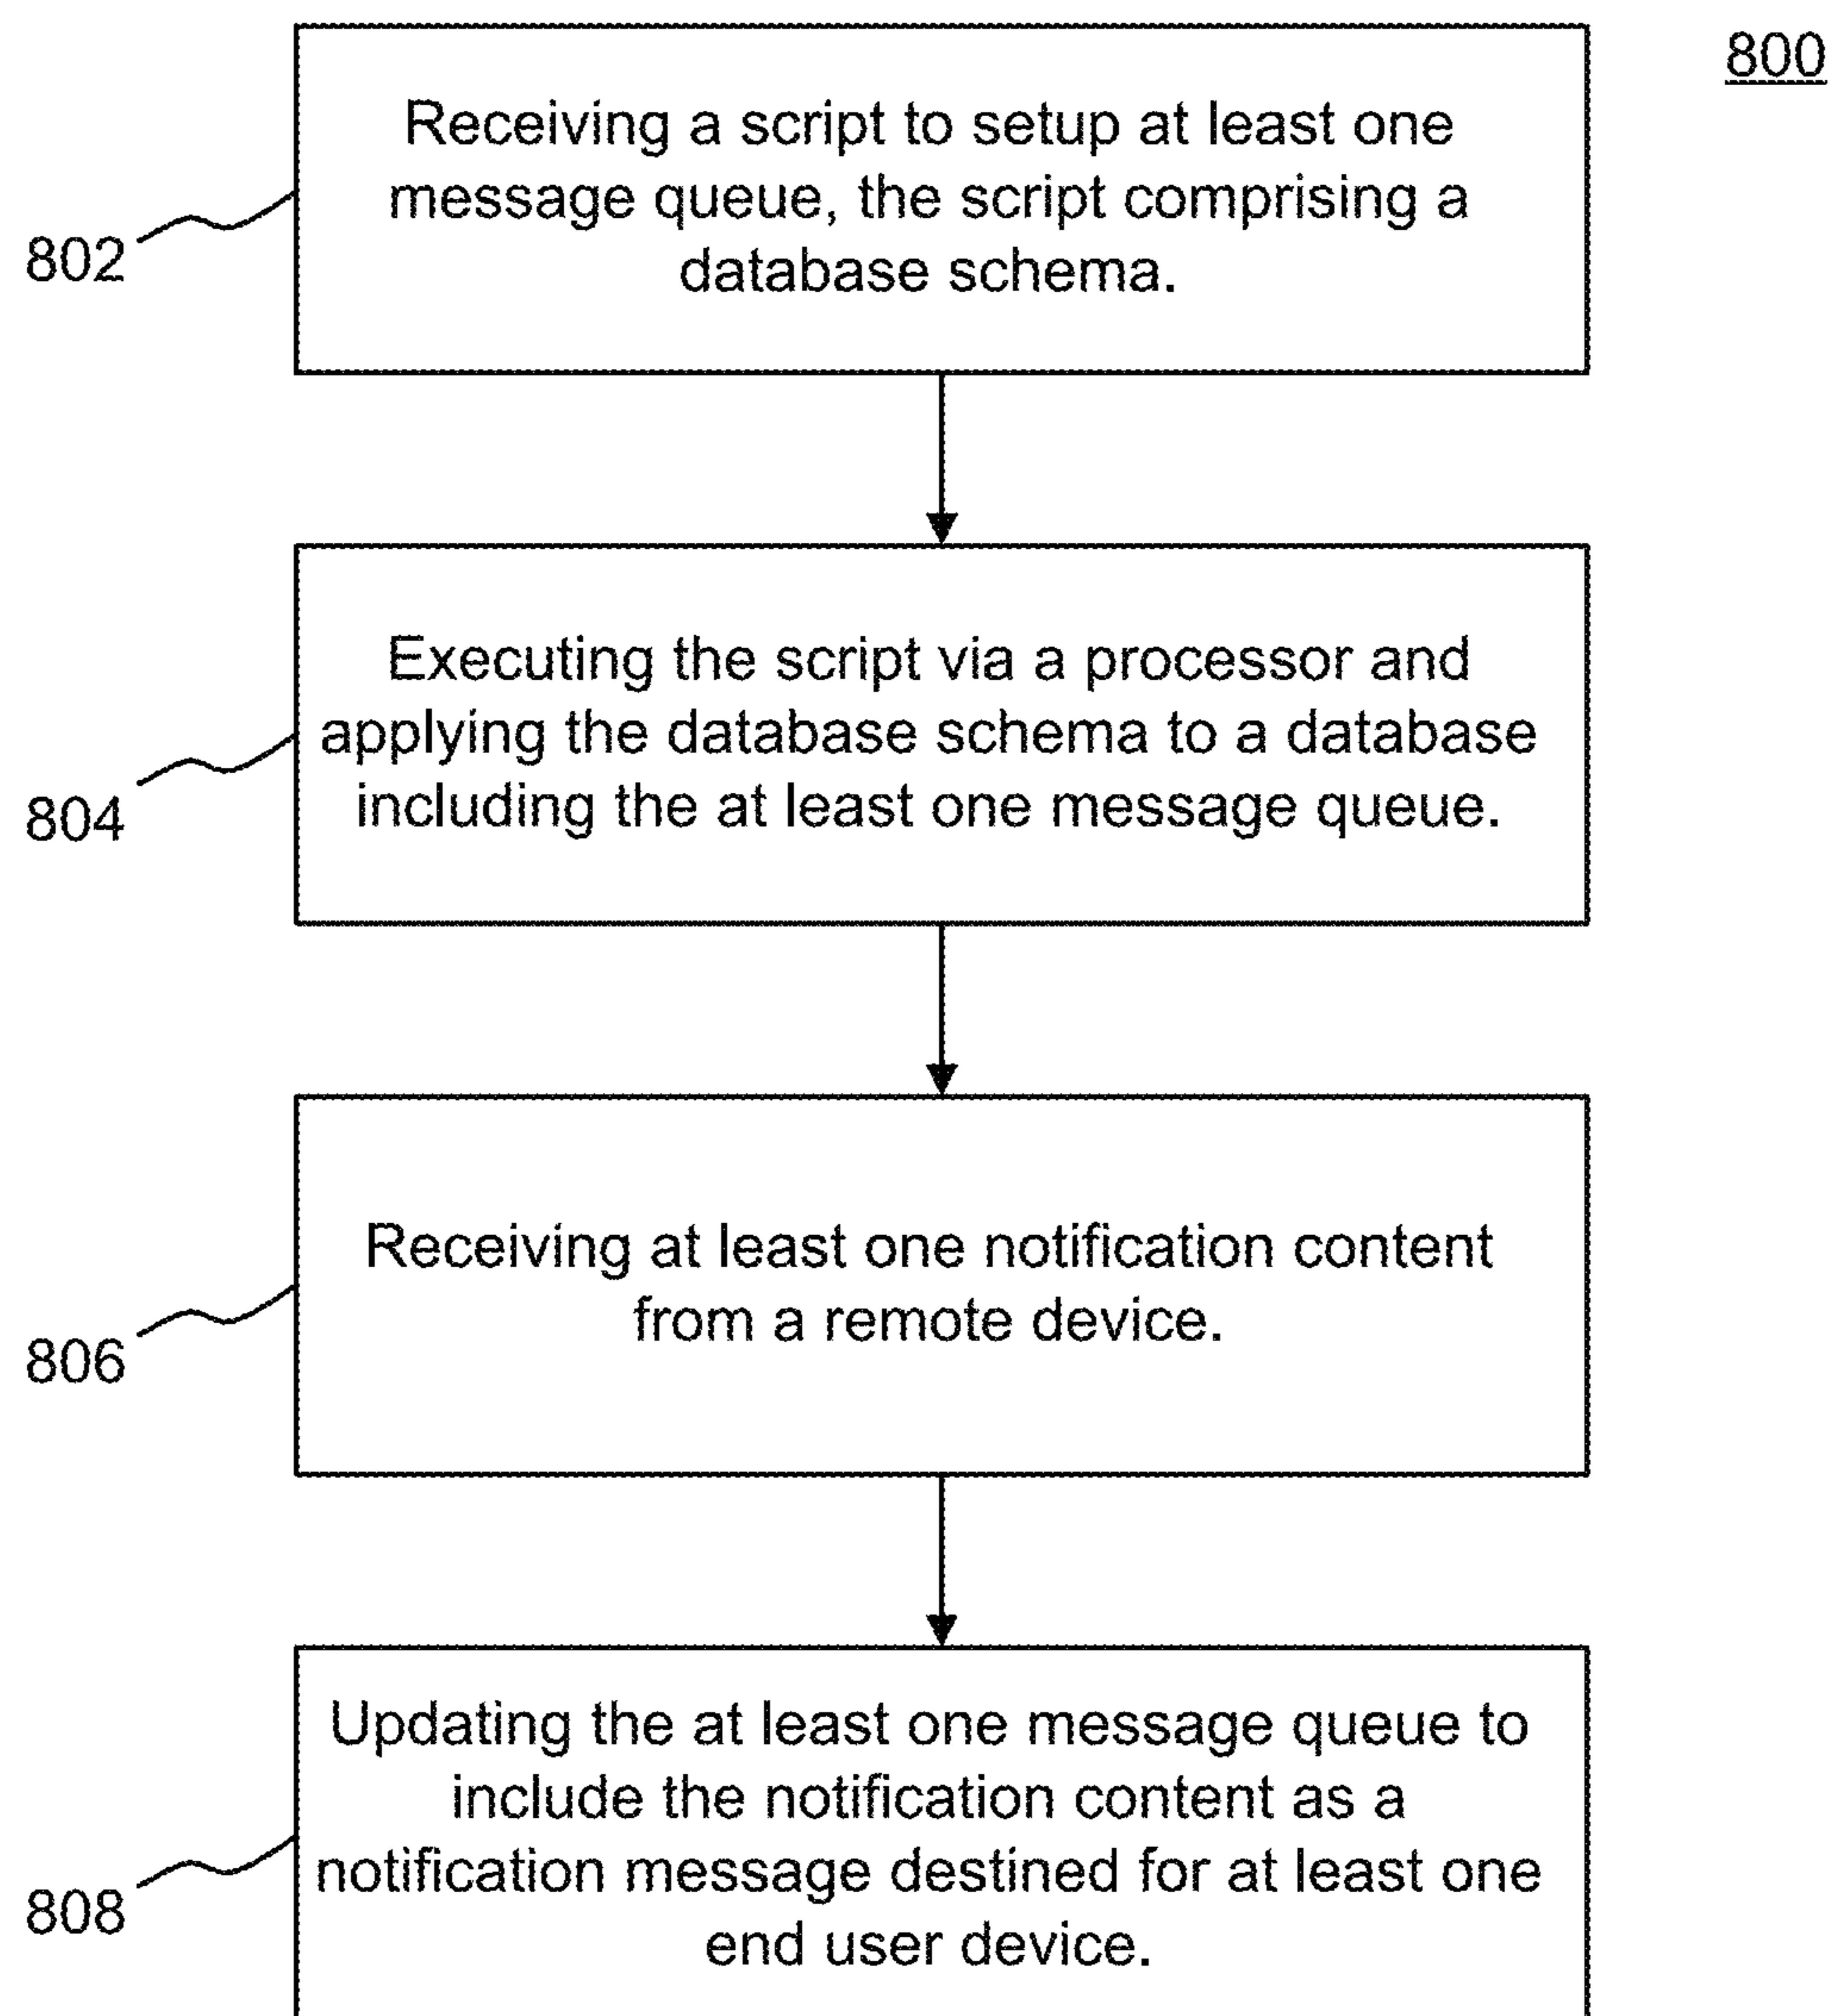 800
Receiving a script to setup at least one
message queue, the script comprising a
database schema.
802
Executing the script via a processor and
applying the database schema to a database
including the at least one message queue.
804
Receiving at least one notification content
from a remote device.
806
Updating the at least one message queue to
include the notification content as a
notification message destined for at least one
end user device.
808